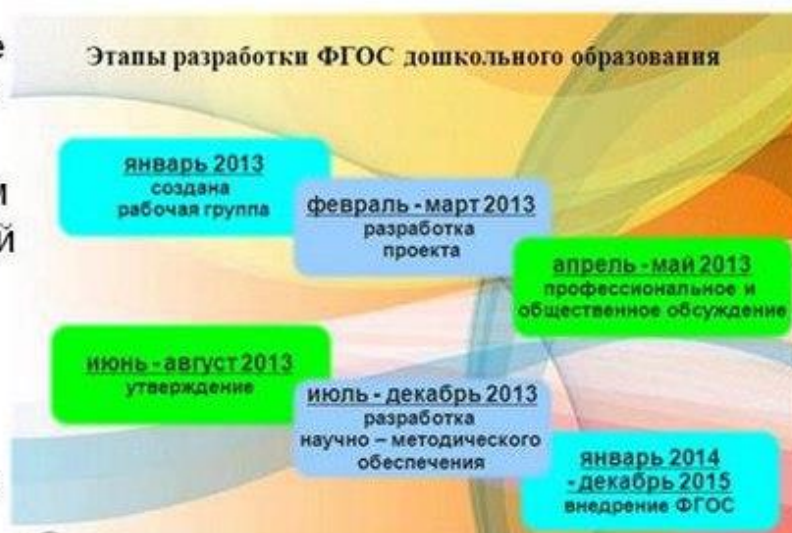 Этапы разработки ФГОС дошкольного образования
январь 2013
создана
рабочая группа
февраль - март 2013
разработка
проекта
апрель - май 2013
профессиональное и
общественное обсуждение
июнь - август 2013
утверждение
июль - декабрь 2013
разработка
научно – методического
обеспечения
январь 2014
- декабрь 2015
внедрение ФГОС